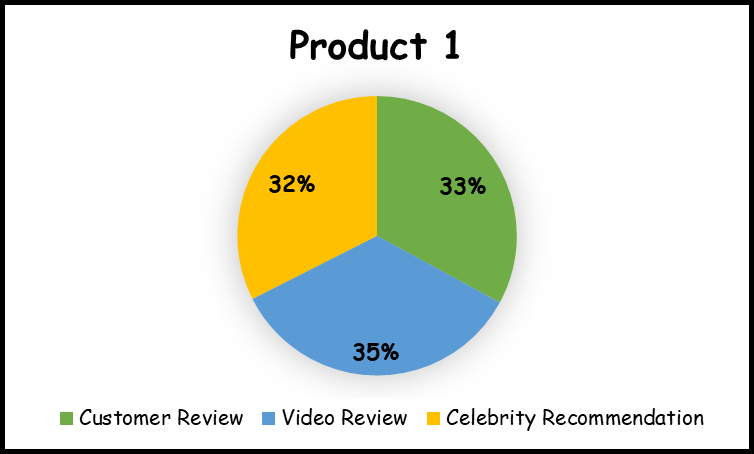 Product 1
32%
33%
35%
Customer Review
Video Review
Celebrity Recommendation